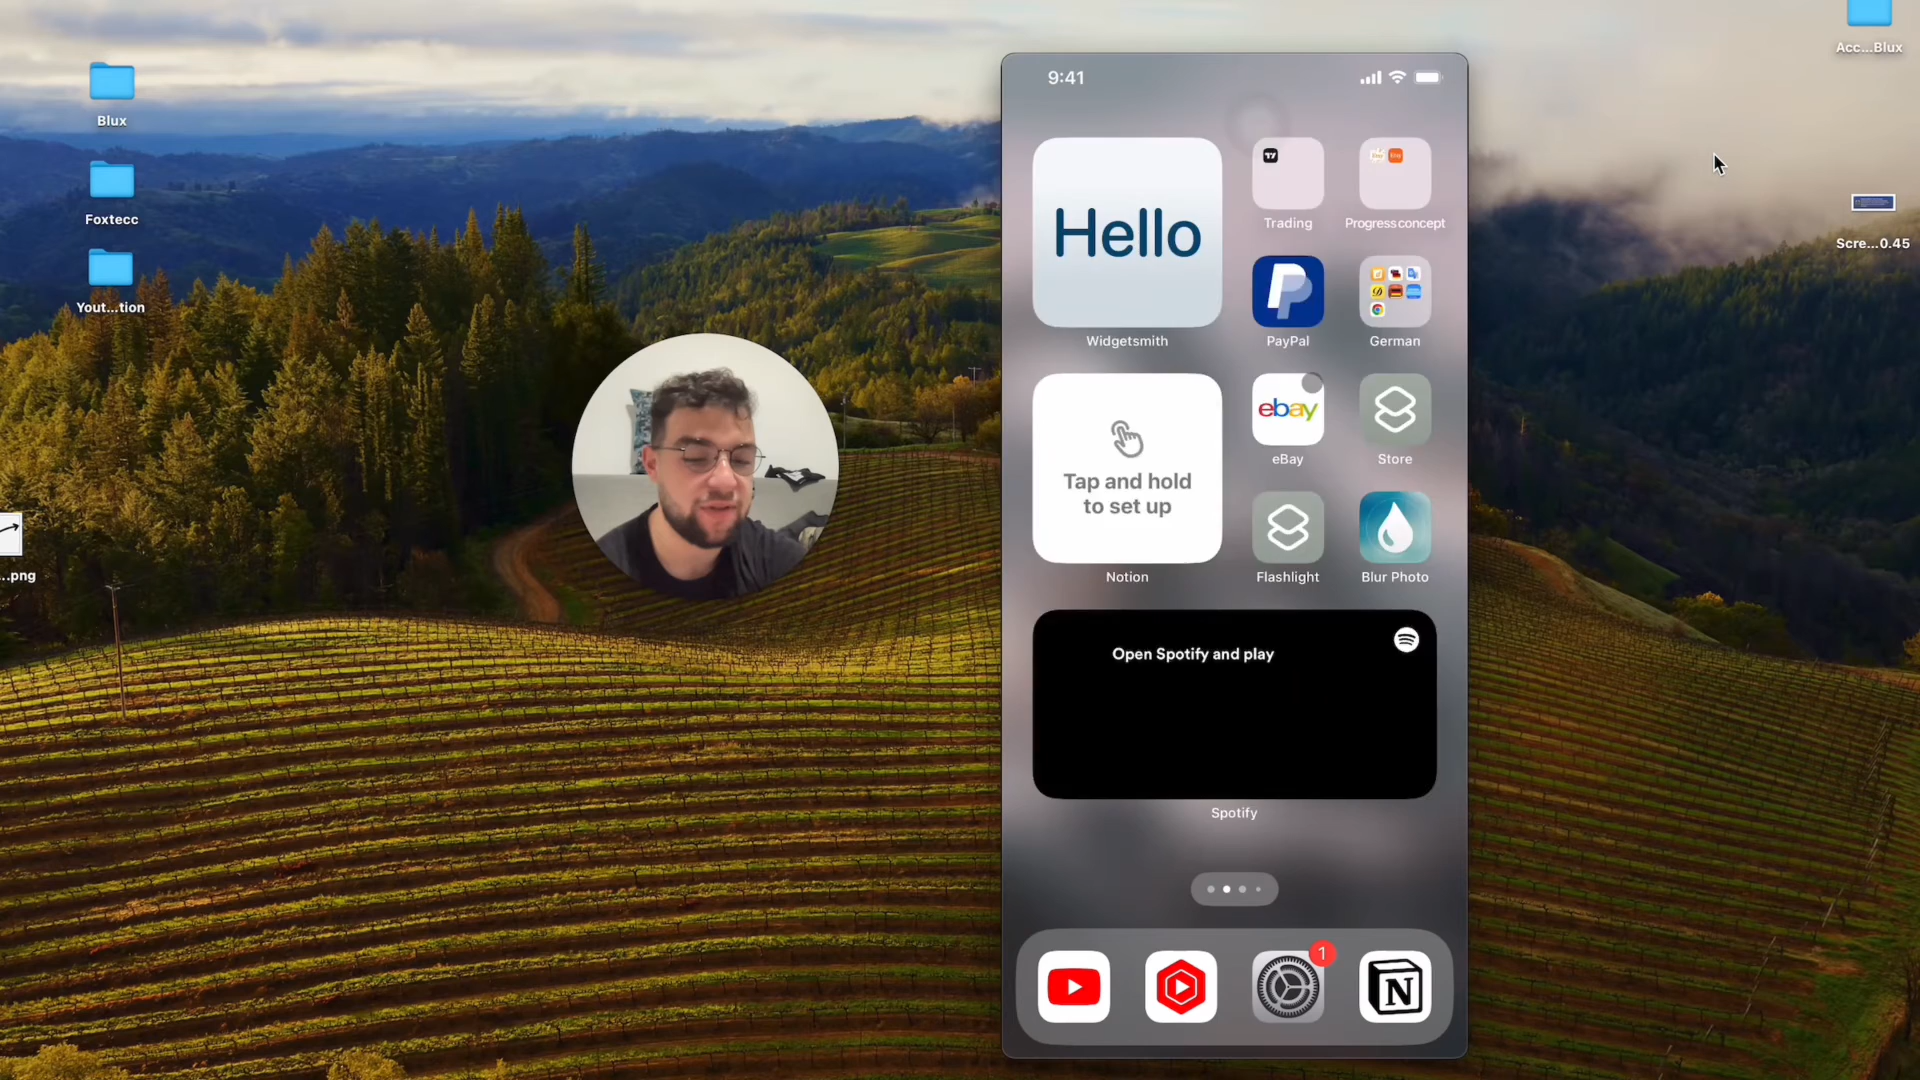 Blux
Foxtecc
Yout...tion
...png
Acc...Blux
Scre...0.45
9:41
Hello
Widgetsmith
Trading
Progress concept
PayPal
German
Tap and hold
to set up
Notion
ebay
eBay
Store
Flashlight
Blur Photo
Open Spotify and play
Spotify
1
N